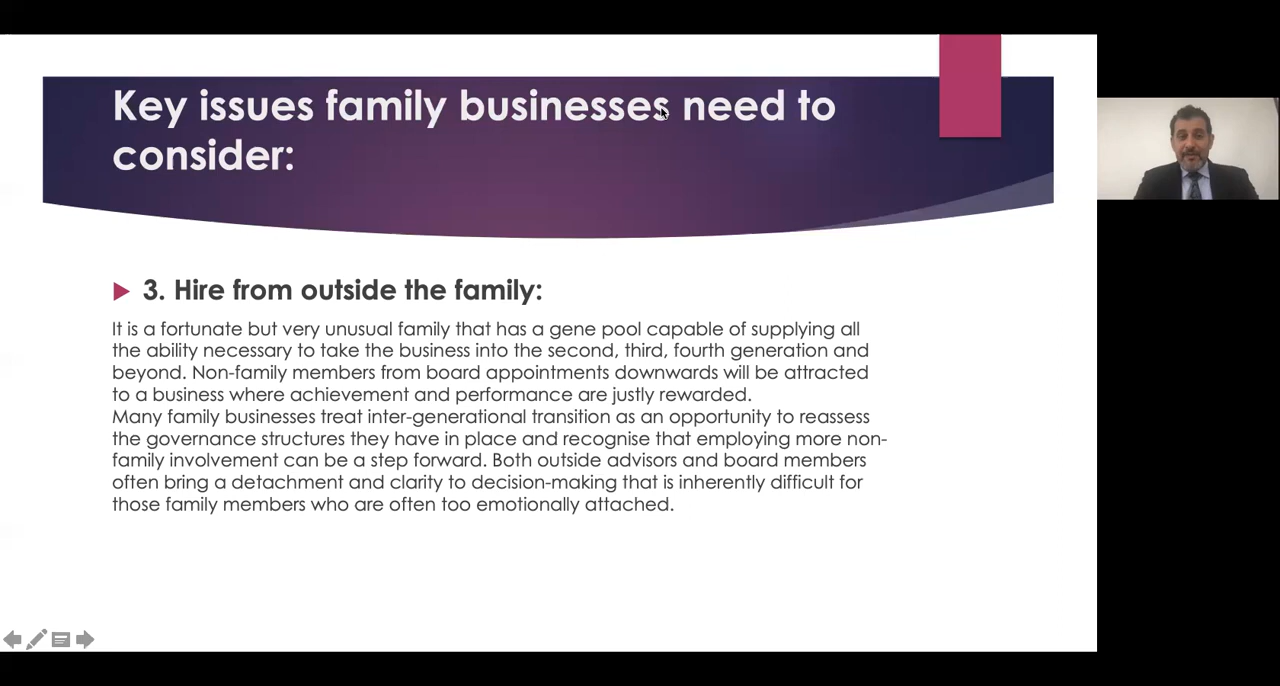 Key issues family businesses need to
consider:
3. Hire from outside the family:
It is a fortunate but very unusual family that has a gene pool capable of supplying all
the ability necessary to take the business into the second, third, fourth generation and
beyond. Non-family members from board appointments downwards will be attracted
to a business where achievement and performance are justly rewarded.
Many family businesses treat inter-generational transition as an opportunity to reassess
the governance structures they have in place and recognise that employing more non-
family involvement can be a step forward. Both outside advisors and board members
often bring a detachment and clarity to decision-making that is inherently difficult for
those family members who are often too emotionally attached.